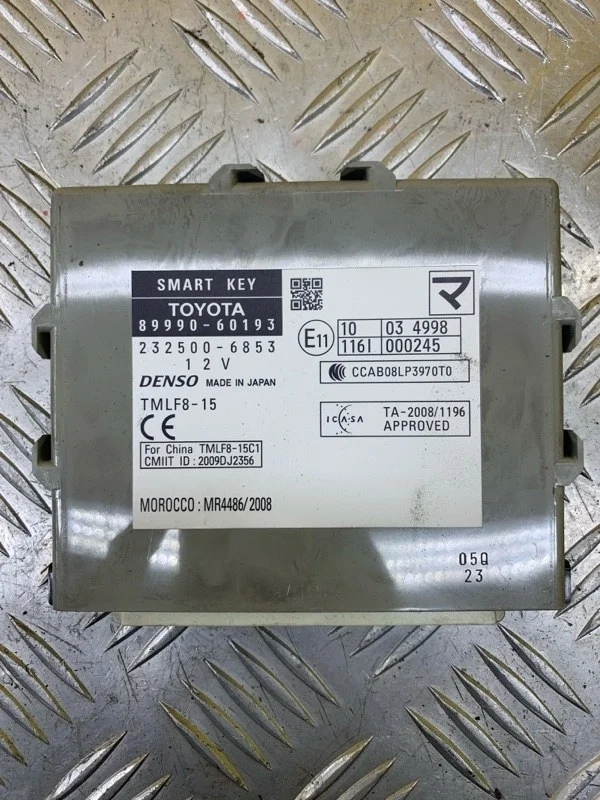 SMART KEY
TOYOTA
89990-60193
232500-6853
12V
DENSO MADE IN JAPAN
TMLF8-15
CE
For China TMLF8-15C1
CMIIT ID : 2009DJ2356
MOROCCO : MR4486/2008
E11
10 03 4998
116I 000245
CCAB08LP3970T0
ICASA
TA-2008/1196
APPROVED
05Q
23